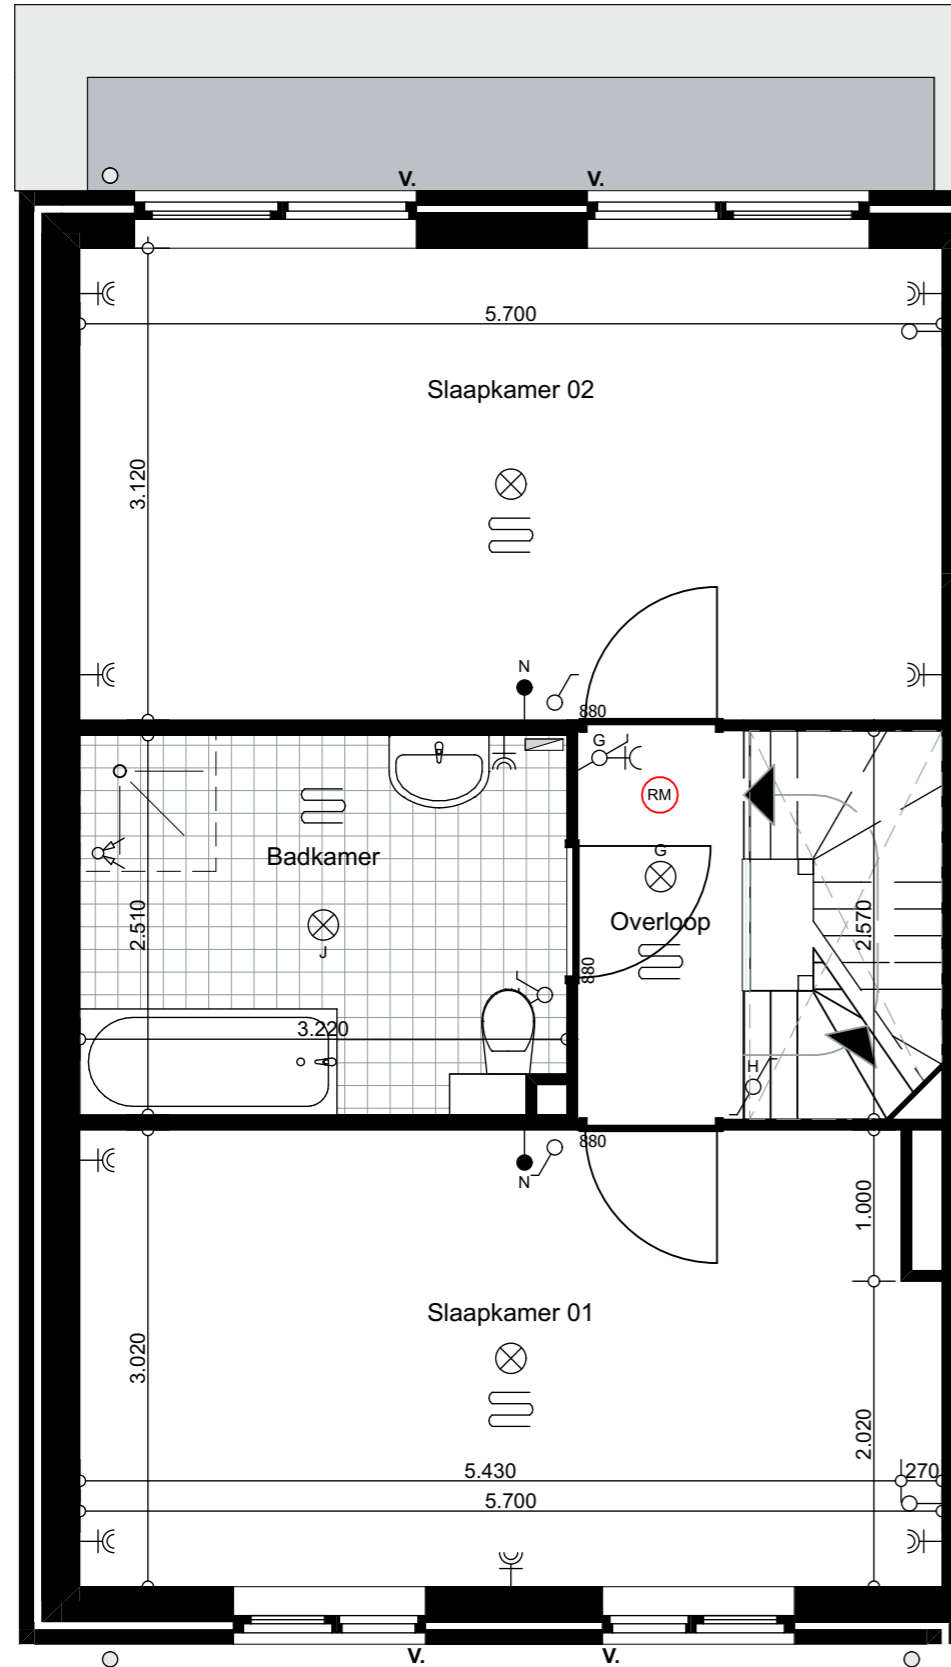 V. V.
5.700
Slaapkamer 02
3.120
N
880
G
RM
Badkamer
G
Overloop
2.510
2.570
J
880
3.220
H
880
N
1.000
Slaapkamer 01
3.020
2.020
5.430
270
5.700
V. V.